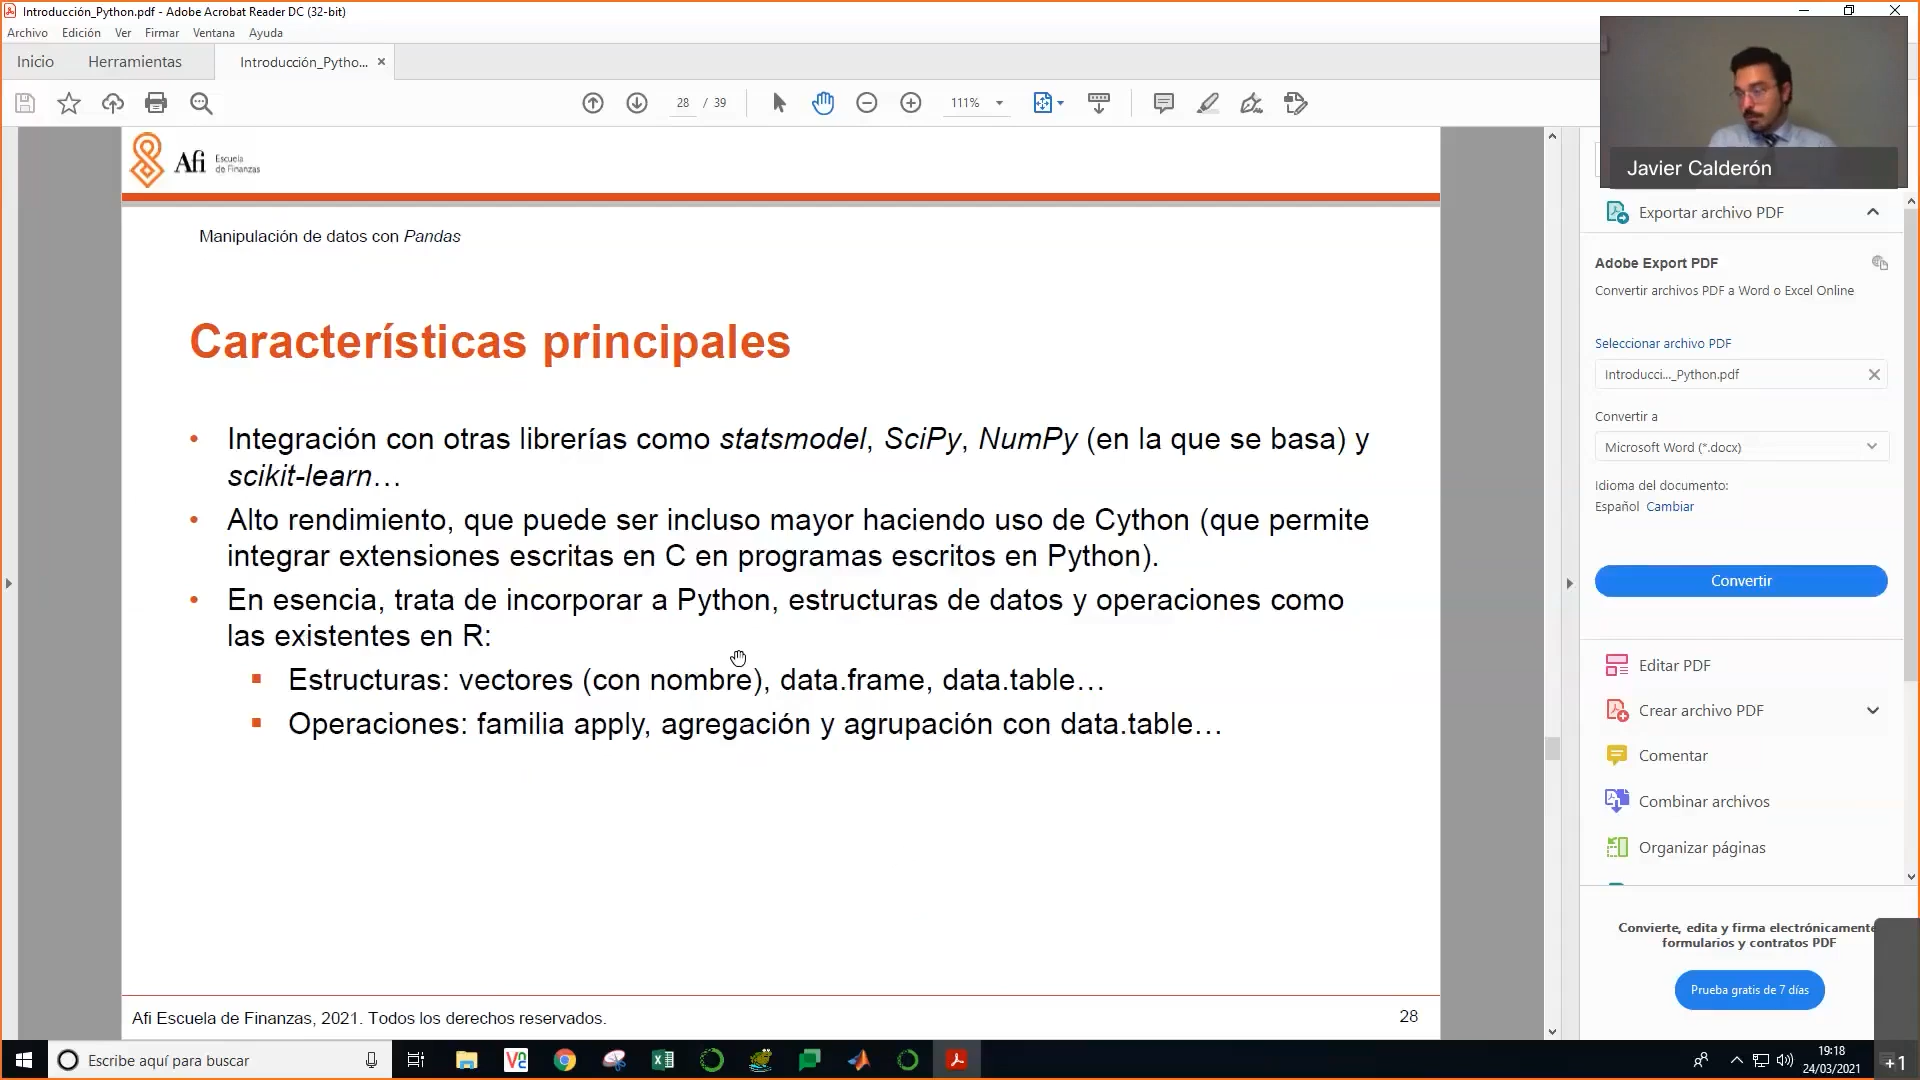 Introducción_Python.pdf - Adobe Acrobat Reader DC (32-bit)
Archivo Edición Ver Firmar Ventana Ayuda
Inicio Herramientas Introducción_Pytho... ×
28 / 39 111%
Javier Calderón
Afi Escuela de Finanzas
Manipulación de datos con Pandas
Características principales
• Integración con otras librerías como statsmodel, SciPy, NumPy (en la que se basa) y
scikit-learn…
• Alto rendimiento, que puede ser incluso mayor haciendo uso de Cython (que permite
integrar extensiones escritas en C en programas escritos en Python).
• En esencia, trata de incorporar a Python, estructuras de datos y operaciones como
las existentes en R:
▪ Estructuras: vectores (con nombre), data.frame, data.table…
▪ Operaciones: familia apply, agregación y agrupación con data.table…
Afi Escuela de Finanzas, 2021. Todos los derechos reservados.
28
Exportar archivo PDF
Adobe Export PDF
Convertir archivos PDF a Word o Excel Online
Seleccionar archivo PDF
Introducci..._Python.pdf
Convertir a
Microsoft Word (*.docx)
Idioma del documento:
Español Cambiar
Convertir
Editar PDF
Crear archivo PDF
Comentar
Combinar archivos
Organizar páginas
Convierte, edita y firma electrónicamente
formularios y contratos PDF
Prueba gratis de 7 días
Escribe aquí para buscar
19:18
24/03/2021
+1